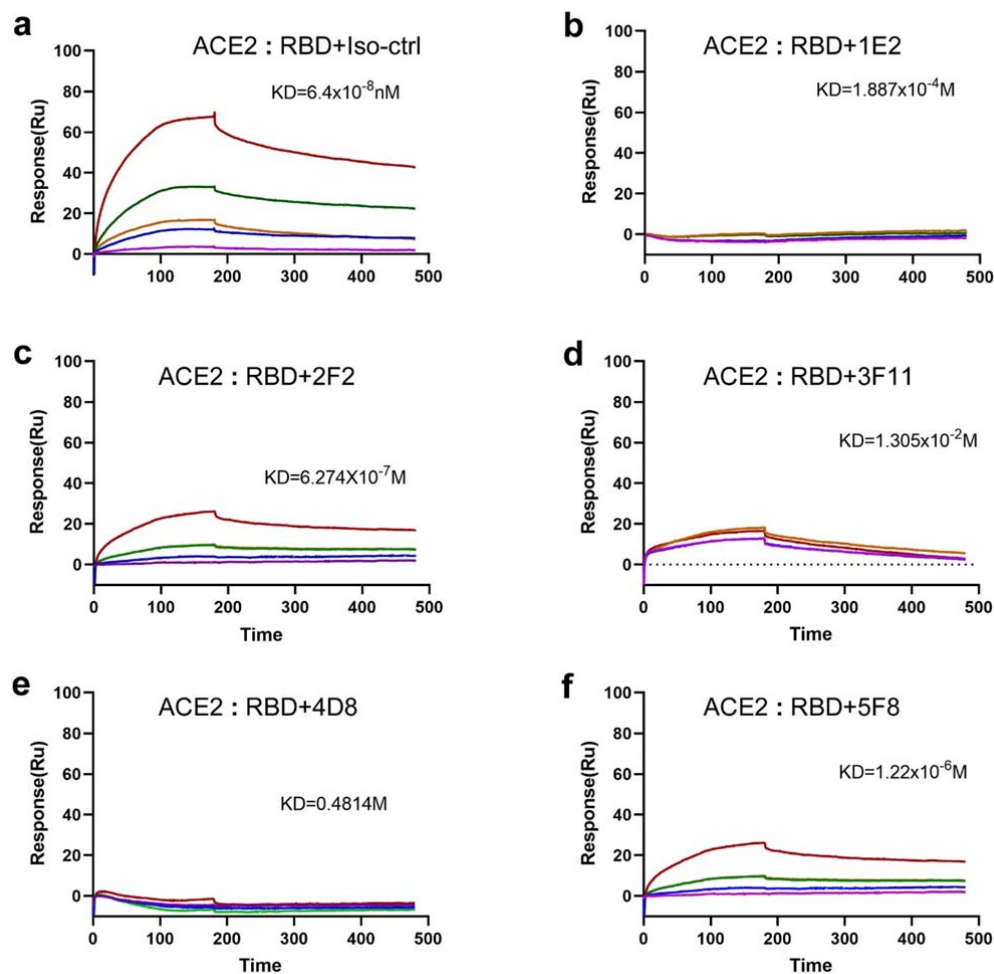 a
ACE2 : RBD+Iso-ctrl
KD=6.4x10-8nM
Response(Ru)
100
80
60
40
20
0
100
200
300
400
500
b
ACE2 : RBD+1E2
KD=1.887x10-4M
Response(Ru)
100
80
60
40
20
0
0
100
200
300
400
500
c
ACE2 : RBD+2F2
KD=6.274X10-7M
Response(Ru)
100
80
60
40
20
0
0
100
200
300
400
500
Time
d
ACE2 : RBD+3F11
KD=1.305x10-2M
Response(Ru)
100
80
60
40
20
0
0
100
200
300
400
500
Time
e
ACE2 : RBD+4D8
KD=0.4814M
Response(Ru)
100
80
60
40
20
0
0
100
200
300
400
500
Time
f
ACE2 : RBD+5F8
KD=1.22x10-6M
Response(Ru)
100
80
60
40
20
0
0
100
200
300
400
500
Time